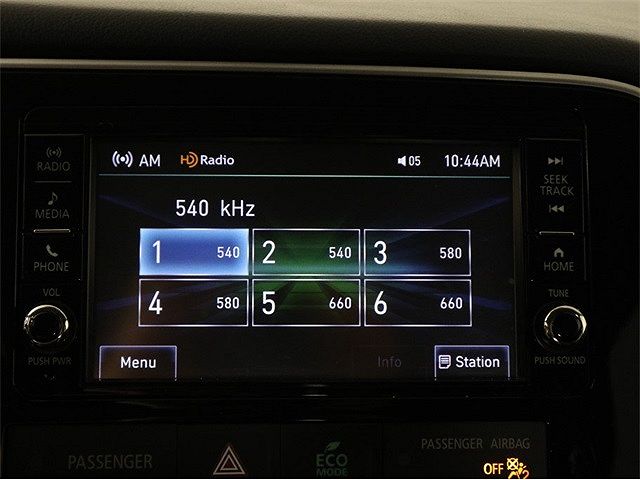 AM HD Radio 05 10:44AM
540 kHz
1 540 2 540 3 580
4 580 5 660 6 660
Menu Info Station
RADIO
MEDIA
PHONE
VOL
PUSH PWR
SEEK
TRACK
HOME
TUNE
PUSH SOUND
PASSENGER
ECO
MODE
PASSENGER AIRBAG
OFF 2